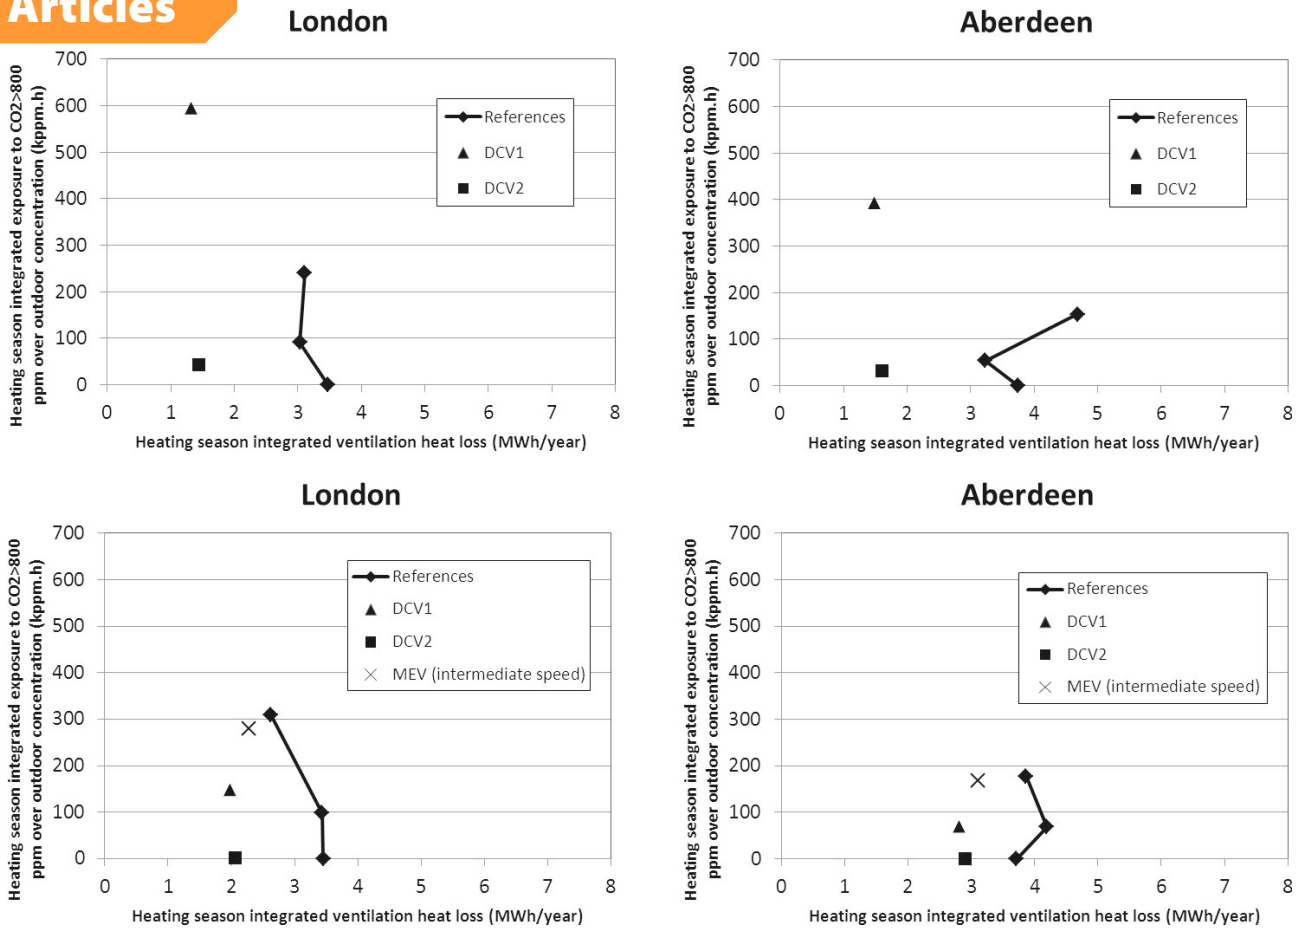 Articles
London
Heating season integrated exposure to CO2>800
ppm over outdoor concentration (kppm.h)
700
600
500
400
300
200
100
0
References
DCV1
DCV2
0 1 2 3 4 5 6 7 8
Heating season integrated ventilation heat loss (MWh/year)
Aberdeen
Heating season integrated exposure to CO2>800
ppm over outdoor concentration (kppm.h)
700
600
500
400
300
200
100
0
References
DCV1
DCV2
0 1 2 3 4 5 6 7 8
Heating season integrated ventilation heat loss (MWh/year)
London
Heating season integrated exposure to CO2>800
ppm over outdoor concentration (kppm.h)
700
600
500
400
300
200
100
0
References
DCV1
DCV2
MEV (intermediate speed)
0 1 2 3 4 5 6 7 8
Heating season integrated ventilation heat loss (MWh/year)
Aberdeen
Heating season integrated exposure to CO2>800
ppm over outdoor concentration (kppm.h)
700
600
500
400
300
200
100
0
References
DCV1
DCV2
MEV (intermediate speed)
0 1 2 3 4 5 6 7 8
Heating season integrated ventilation heat loss (MWh/year)